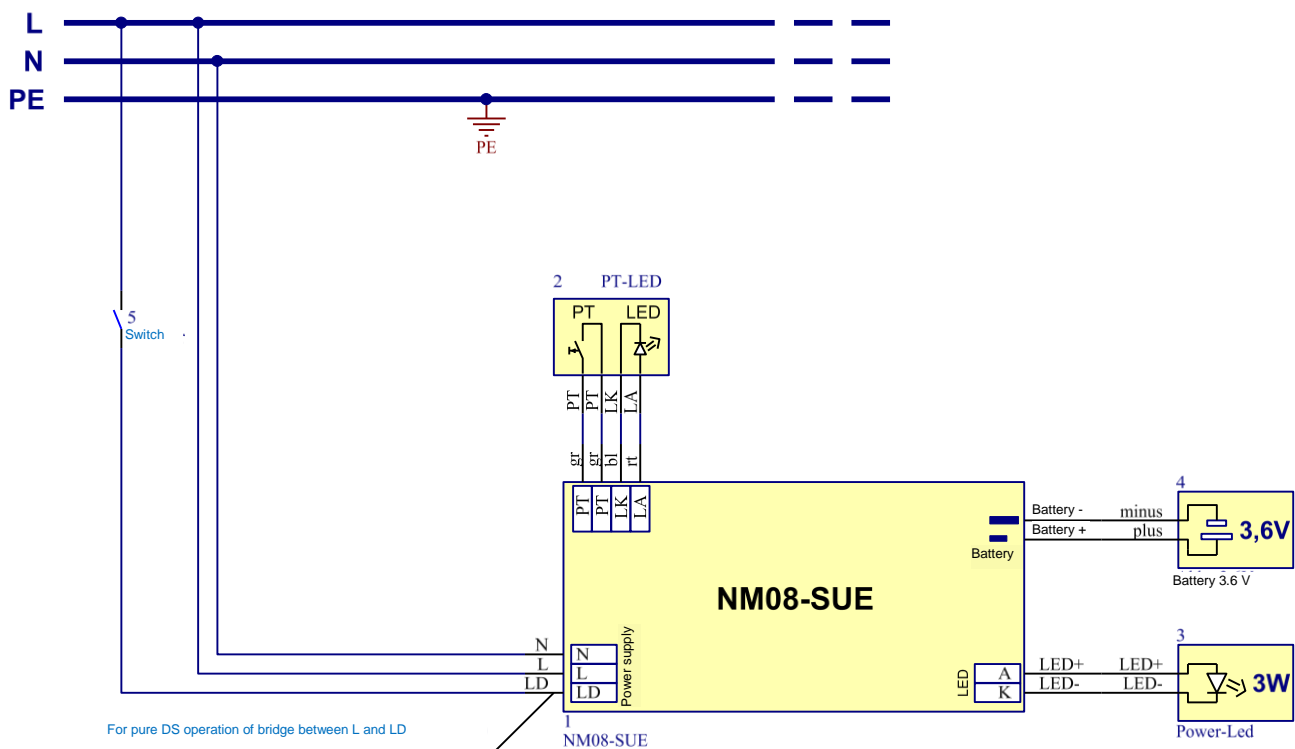 L
N
PE
PE
2 PT-LED
PT LED
5
Switch
PT PT LK LA
gr gr bl rt
PT PT LK LA
4
Battery - minus
Battery + plus
Battery
3,6V
Battery 3.6 V
NM08-SUE
3
N N
L L
LD LD
Power supply
LED
A LED+ LED+
K LED- LED-
3W
Power-Led
For pure DS operation of bridge between L and LD
1
NM08-SUE